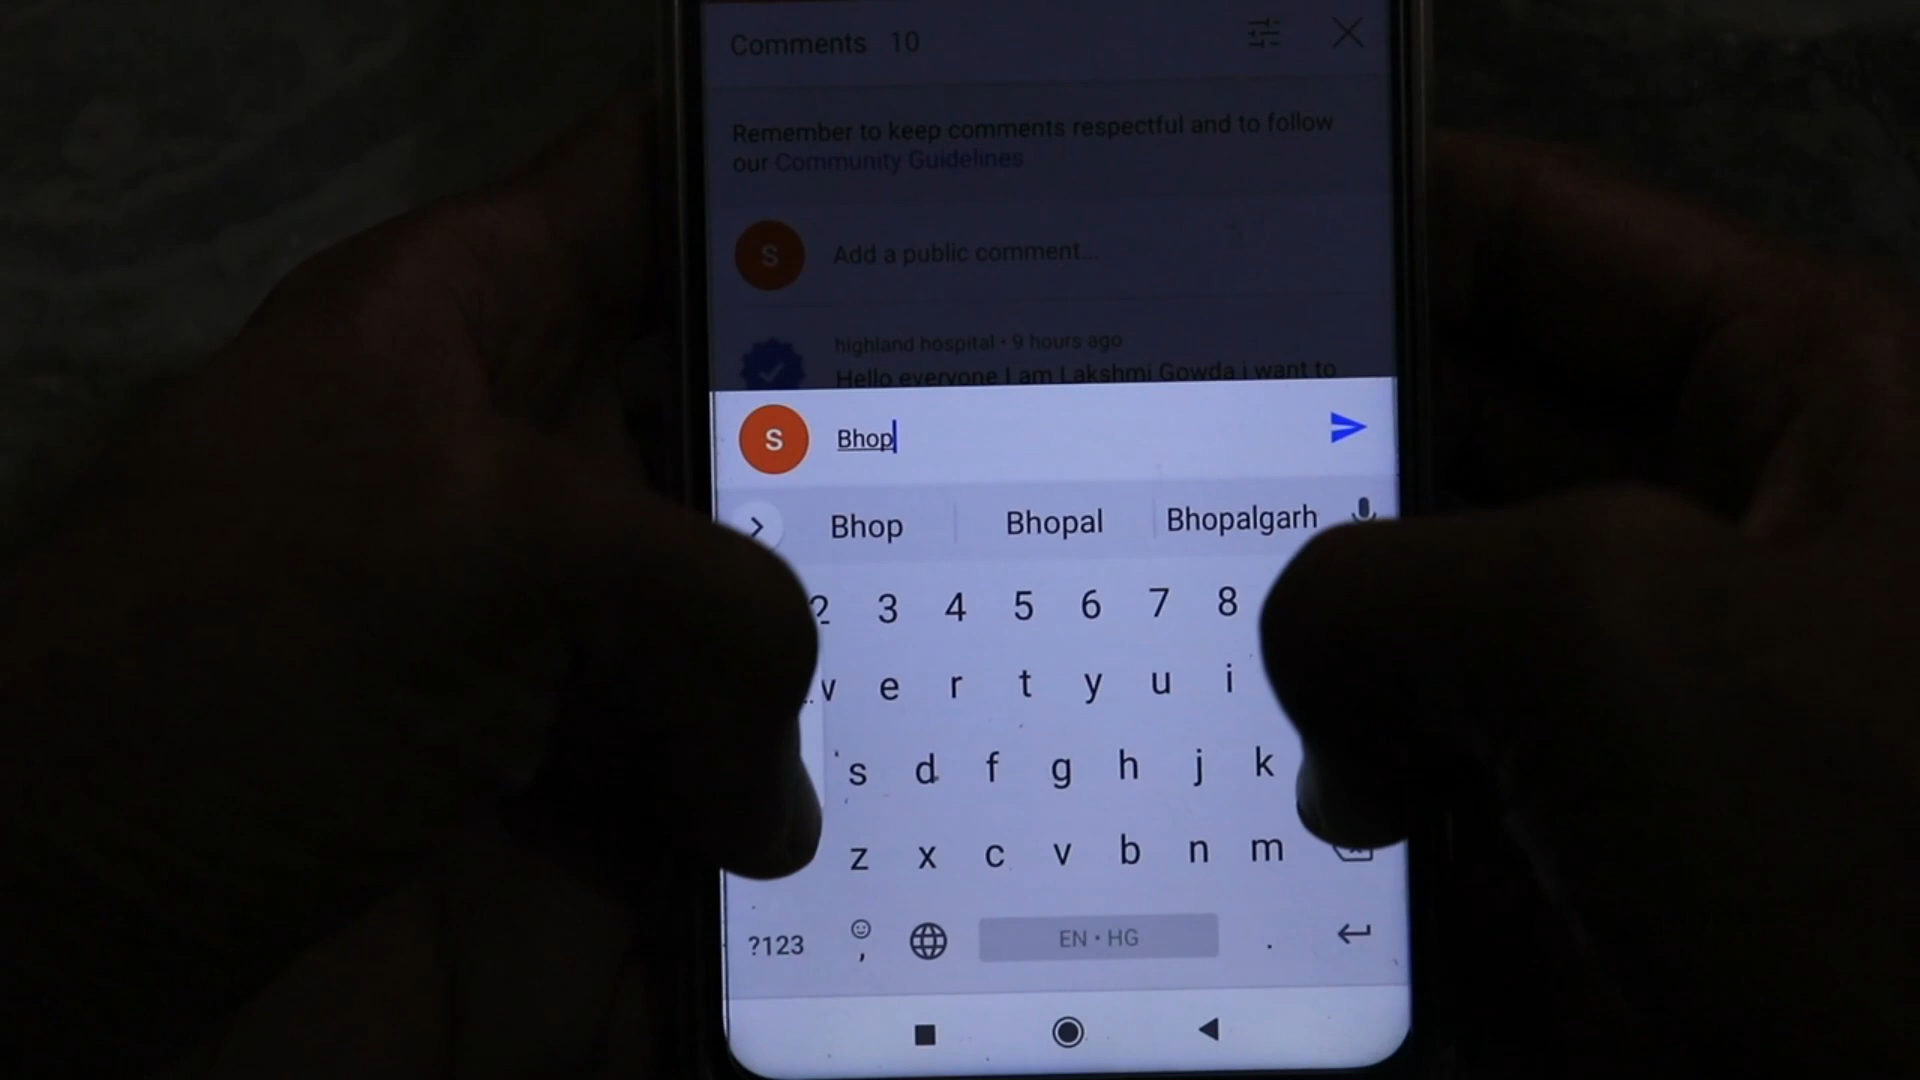 Comments 10
Remember to keep comments respectful and to follow
our Community Guidelines
S Add a public comment...
highland hospital • 9 hours ago
Hello everyone I am Lakshmi Gowda i want to
S Bhop
Bhop Bhopal Bhopalgarh
2 3 4 5 6 7 8
w e r t y u i
s d f g h j k
z x c v b n m
?123 , EN • HG .